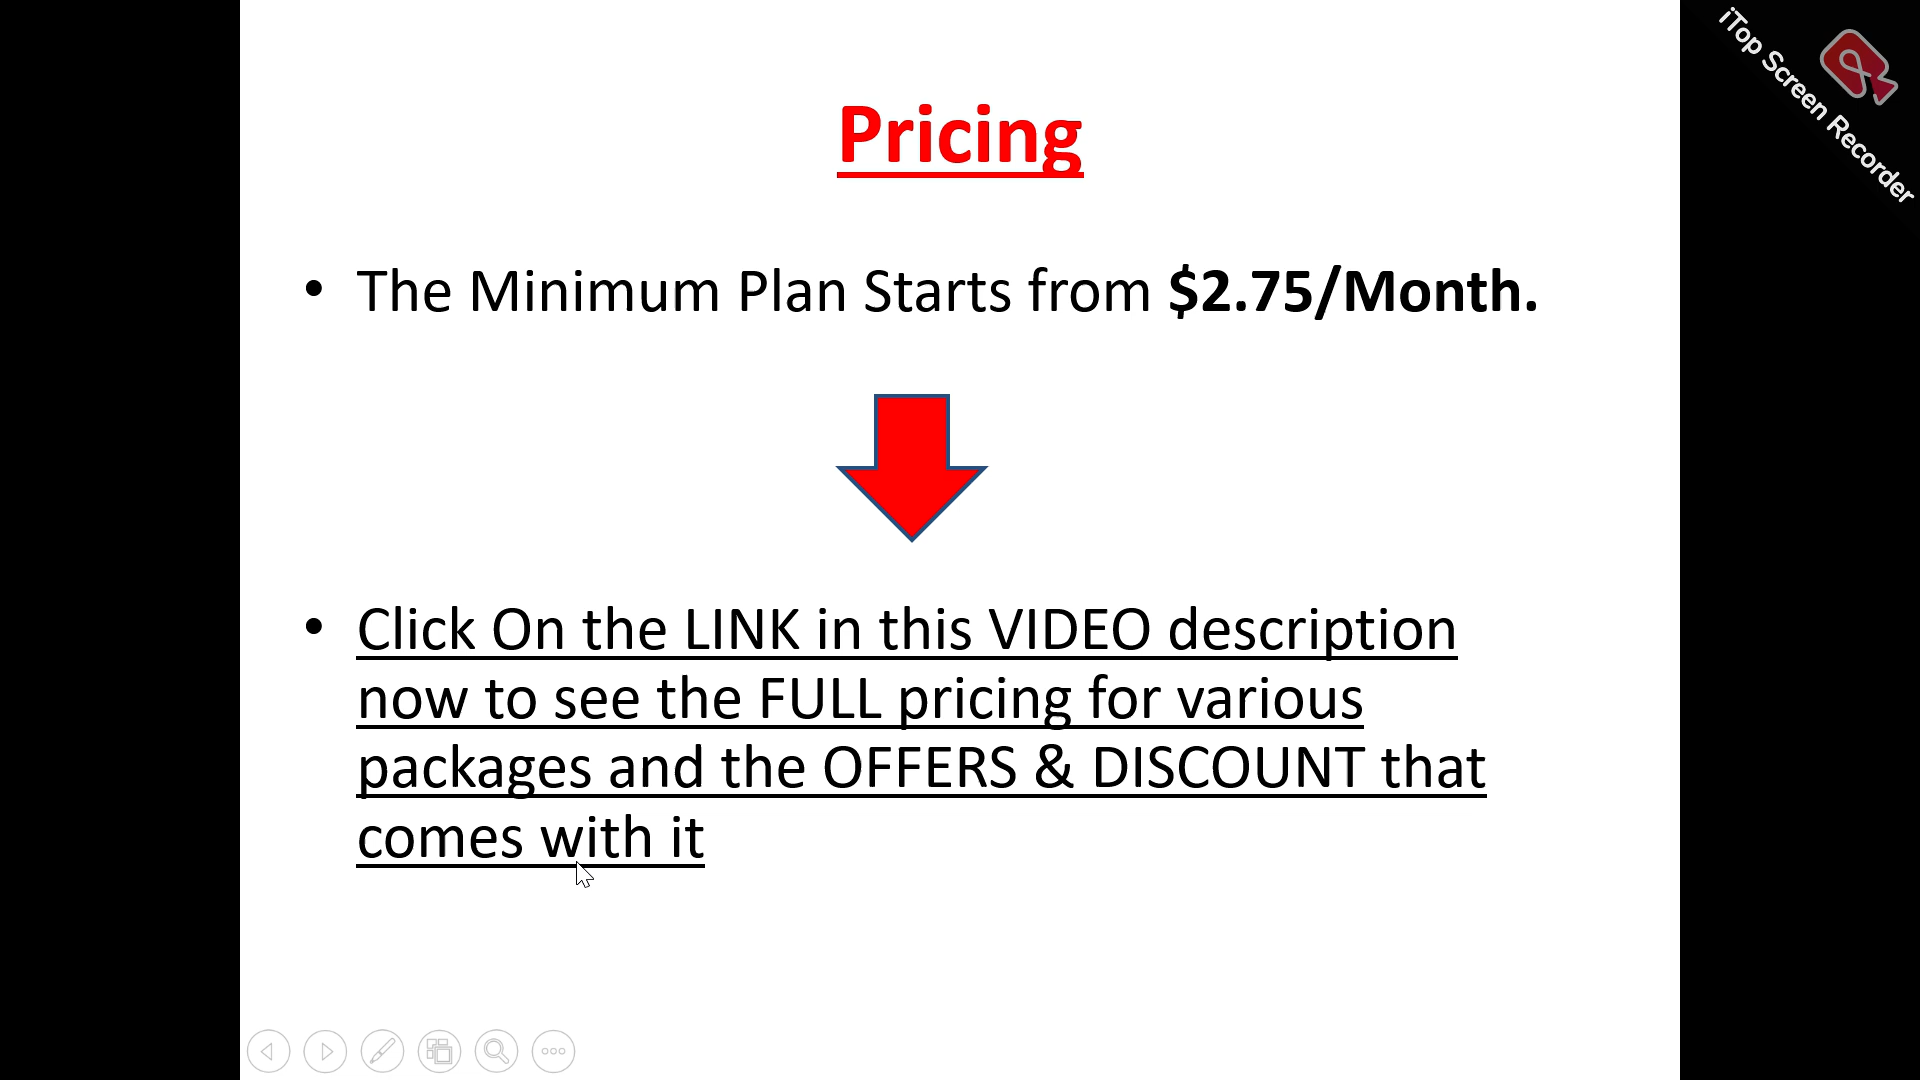 iTop Screen Recorder
Pricing
• The Minimum Plan Starts from $2.75/Month.
• Click On the LINK in this VIDEO description
now to see the FULL pricing for various
packages and the OFFERS & DISCOUNT that
comes with it